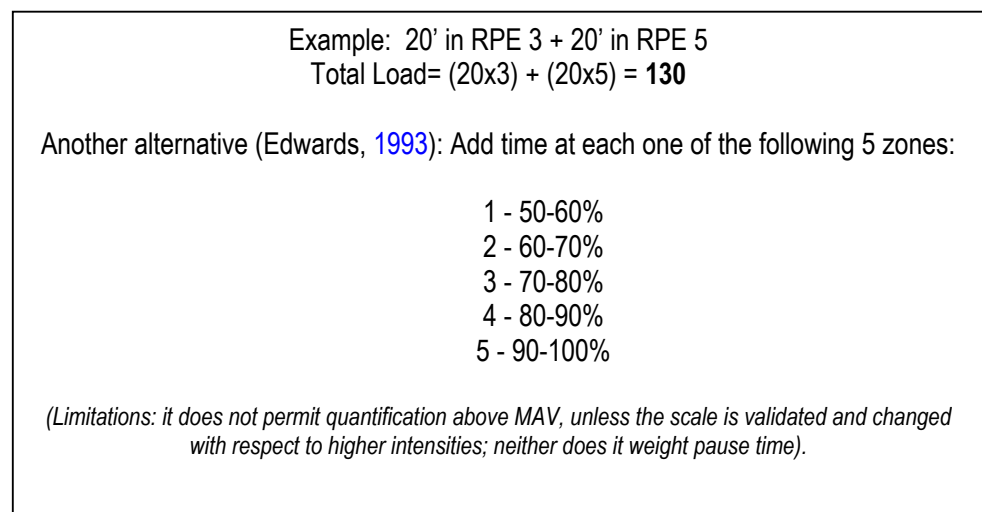 Example: 20’ in RPE 3 + 20’ in RPE 5
Total Load= (20x3) + (20x5) = 130
Another alternative (Edwards, 1993): Add time at each one of the following 5 zones:
1 - 50-60%
2 - 60-70%
3 - 70-80%
4 - 80-90%
5 - 90-100%
(Limitations: it does not permit quantification above MAV, unless the scale is validated and changed
with respect to higher intensities; neither does it weight pause time).